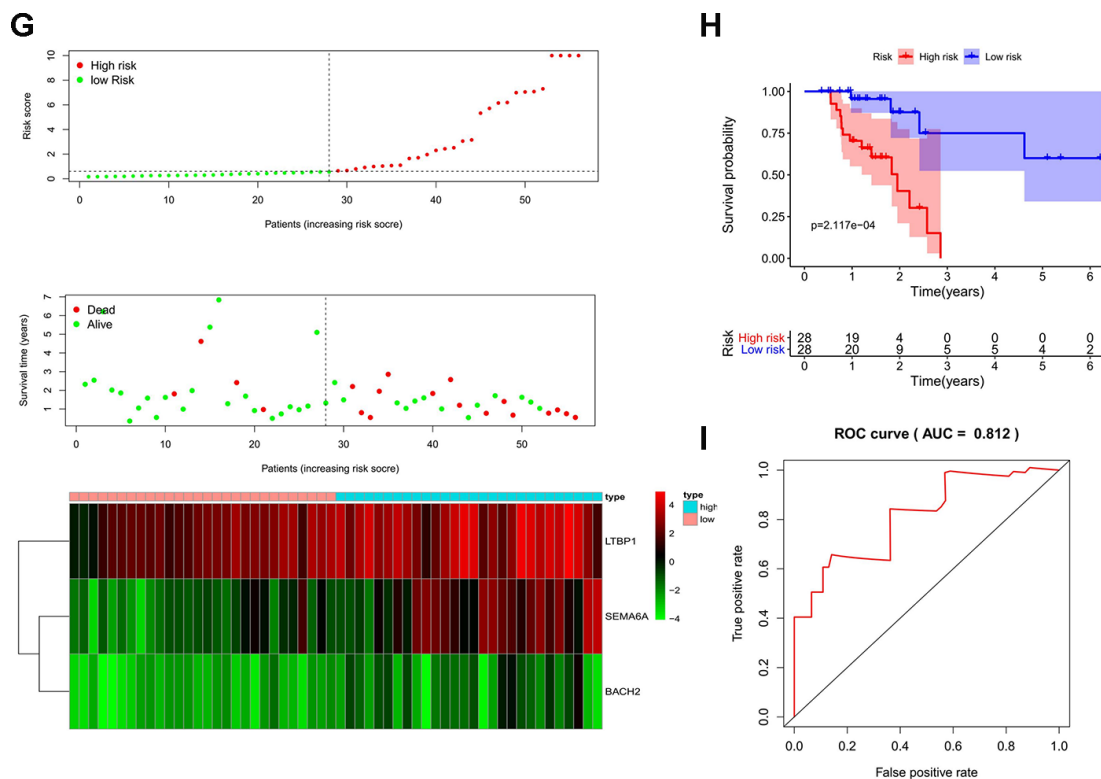 G
High risk
low Risk
Risk score
0 2 4 6 8 10
0 10 20 30 40 50
Patients (increasing risk socre)
Dead
Alive
Survival time (years)
1 2 3 4 5 6 7
0 10 20 30 40 50
Patients (increasing risk socre)
type
LTBP1
SEMA6A
BACH2
4
2
0
−2
−4
type
high
low
H
Risk High risk Low risk
Survival probability
1.00
0.75
0.50
0.25
0.00
p=2.117e−04
0 1 2 3 4 5 6
Time(years)
Risk
High risk 28 19 4 0 0 0 0
Low risk 28 20 9 5 5 4 2
0 1 2 3 4 5 6
Time(years)
I
ROC curve ( AUC = 0.812 )
True positive rate
0.0 0.2 0.4 0.6 0.8 1.0
0.0 0.2 0.4 0.6 0.8 1.0
False positive rate